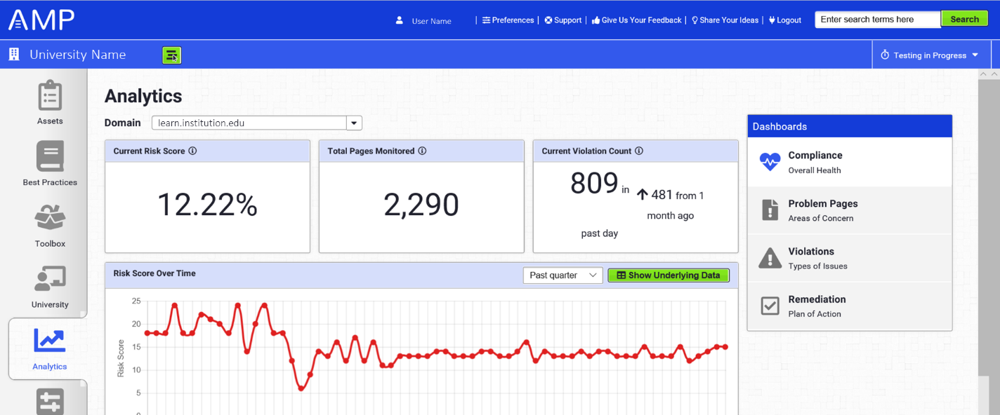 AMP
User Name | Preferences | Support | Give Us Your Feedback | Share Your Ideas | Logout
Enter search terms here
Search
University Name
Testing in Progress
Assets
Best Practices
Toolbox
University
Analytics
Analytics
Domain learn.institution.edu
Current Risk Score
12.22%
Total Pages Monitored
2,290
Current Violation Count
809 in
481 from 1
month ago
past day
Risk Score Over Time
Past quarter
Show Underlying Data
25
20
15
10
5
0
Risk Score
Dashboards
Compliance
Overall Health
Problem Pages
Areas of Concern
Violations
Types of Issues
Remediation
Plan of Action